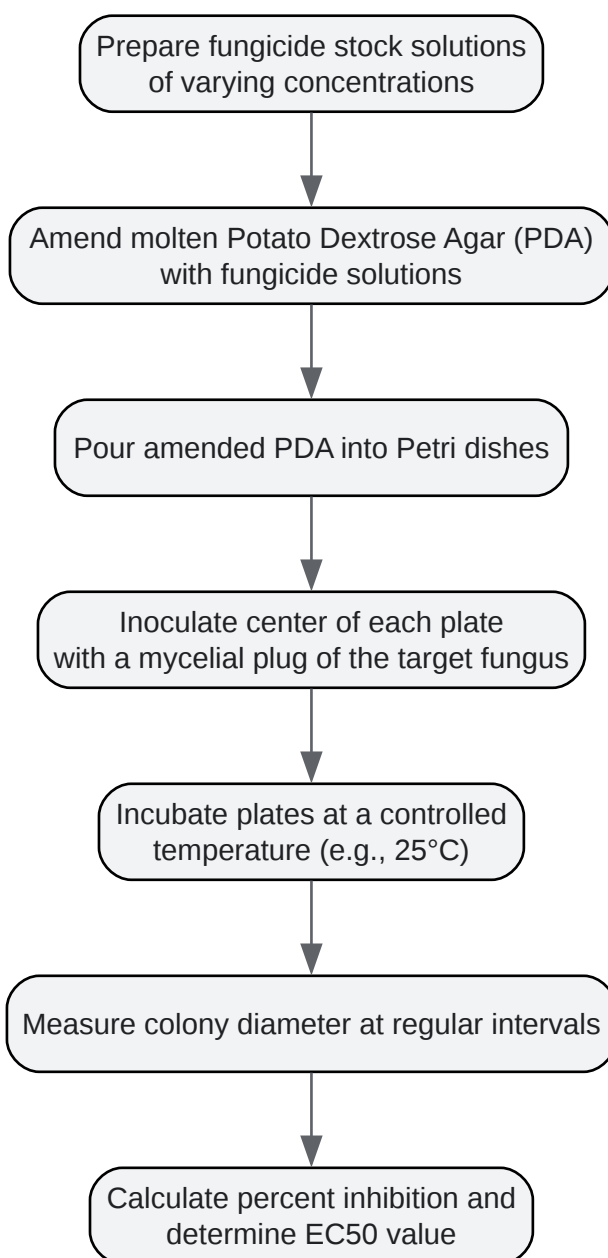 Prepare fungicide stock solutions
of varying concentrations
Amend molten Potato Dextrose Agar (PDA)
with fungicide solutions
Pour amended PDA into Petri dishes
Inoculate center of each plate
with a mycelial plug of the target fungus
Incubate plates at a controlled
temperature (e.g., 25°C)
Measure colony diameter at regular intervals
Calculate percent inhibition and
determine EC50 value